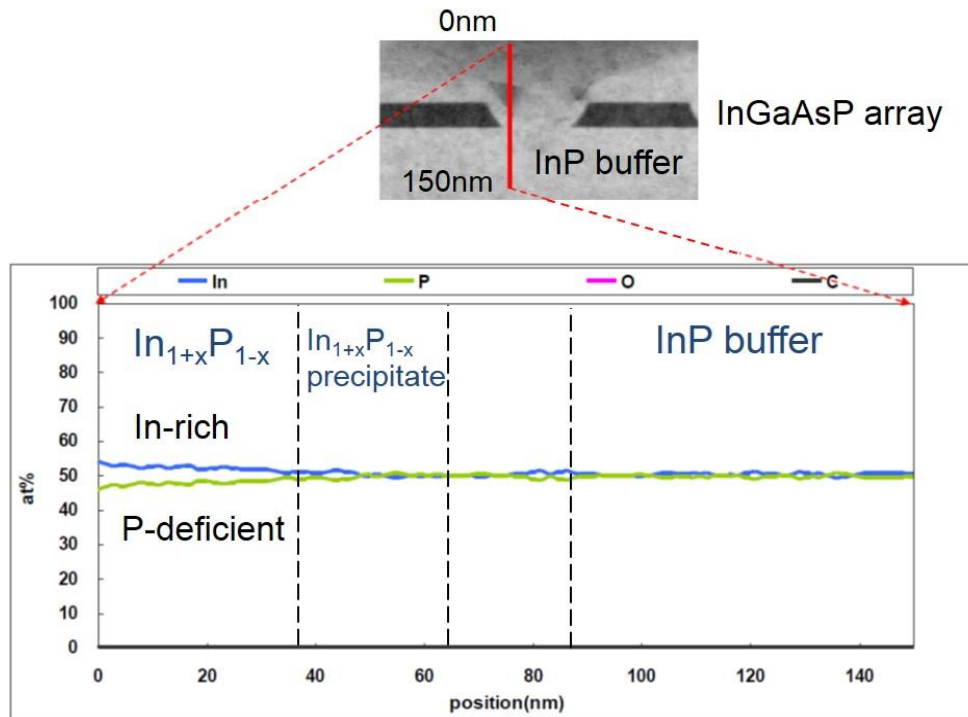 0nm
InGaAsP array
InP buffer
150nm
In P O C
In₁₊ₓP₁₋ₓ
In₁₊ₓP₁₋ₓ
precipitate
InP buffer
In-rich
P-deficient
100
90
80
70
60
50
40
30
20
10
0
at%
0 20 40 60 80 100 120 140
position(nm)